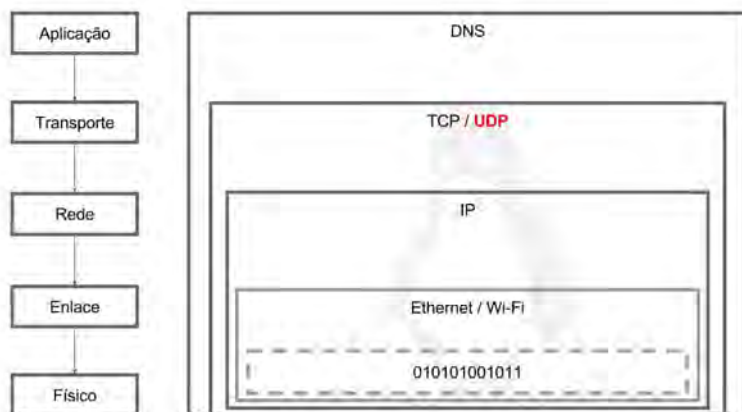 Aplicação
DNS
Transporte
TCP / UDP
Rede
IP
Enlace
Ethernet / Wi-Fi
010101001011
Físico